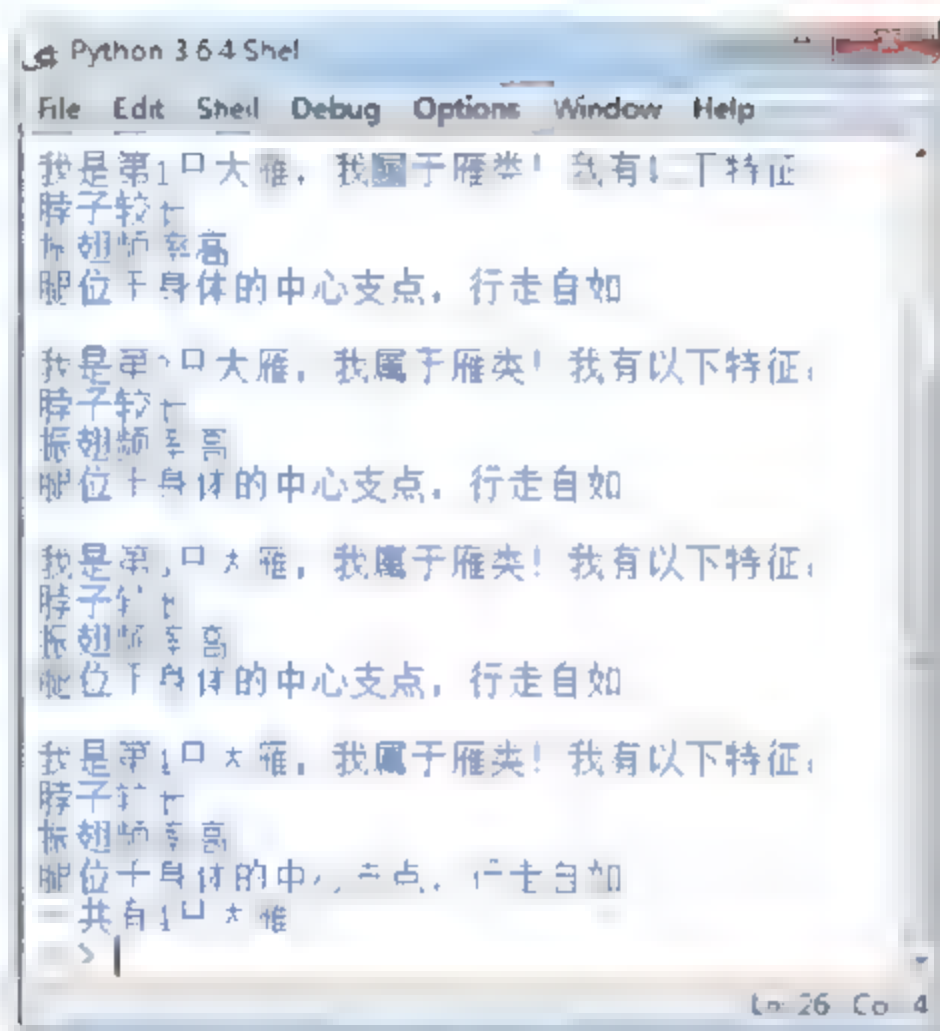 Python 3.6.4 Shell
File Edit Shell Debug Options Window Help
我是第1只大雁，我属于雁类！我有以下特征：
脖子较长
振翅频率高
腿位于身体的中心支点，行走自如
我是第 只大雁，我属于雁类！我有以下特征：
脖子较长
振翅频率高
腿位于身体的中心支点，行走自如
我是第 只大雁，我属于雁类！我有以下特征：
脖子较长
振翅频率高
腿位于身体的中心支点，行走自如
我是第 只大雁，我属于雁类！我有以下特征：
脖子较长
振翅频率高
腿位于身体的中心支点，行走自如
一共有 只大雁
Ln: 26 Col: 4